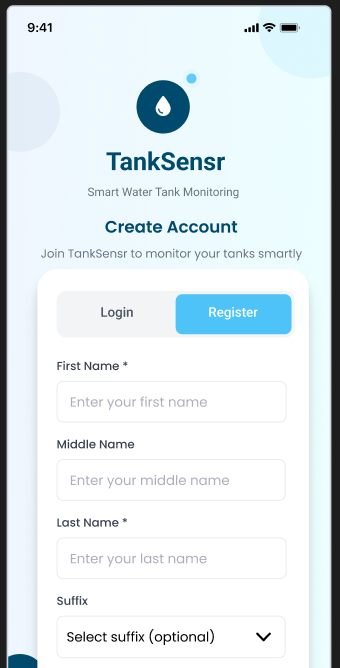 9:41
TankSensr
Smart Water Tank Monitoring
Create Account
Join TankSensr to monitor your tanks smartly
Login Register
First Name *
Enter your first name
Middle Name
Enter your middle name
Last Name *
Enter your last name
Suffix
Select suffix (optional)